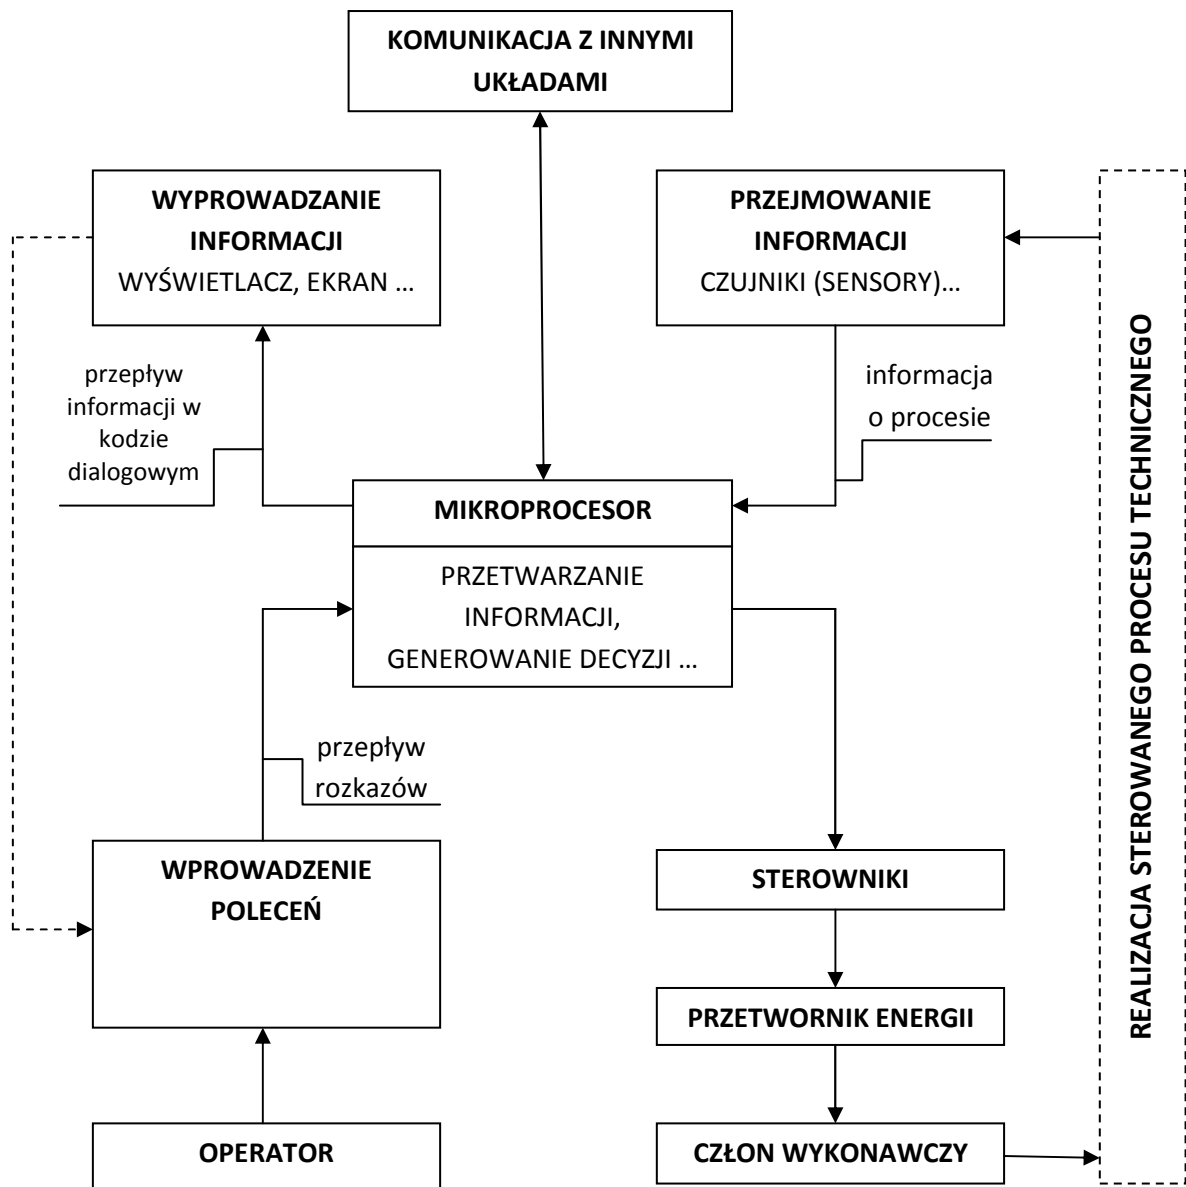 KOMUNIKACJA Z INNYMI
UKŁADAMI
WYPROWADZANIE
INFORMACJI
WYŚWIETLACZ, EKRAN ...
PRZEJMOWANIE
INFORMACJI
CZUJNIKI (SENSORY)...
przepływ
informacji w
kodzie
dialogowym
informacja
o procesie
MIKROPROCESOR
PRZETWARZANIE
INFORMACJI,
GENEROWANIE DECYZJI ...
przepływ
rozkazów
WPROWADZENIE
POLECEŃ
STEROWNIKI
PRZETWORNIK ENERGII
OPERATOR
CZŁON WYKONAWCZY
REALIZACJA STEROWANEGO PROCESU TECHNICZNEGO